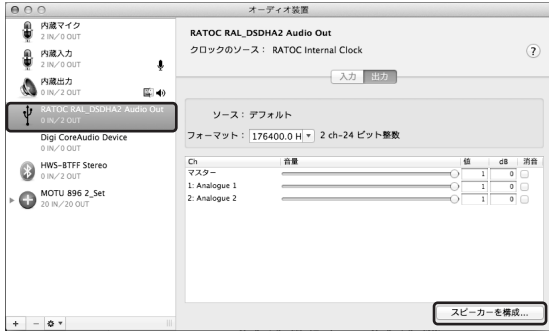 オーディオ装置
内蔵マイク
2 IN/0 OUT
内蔵入力
2 IN/0 OUT
内蔵出力
0 IN/2 OUT
RATOC RAL_DSDHA2 Audio Out
0 IN/2 OUT
Digi CoreAudio Device
0 IN/0 OUT
HWS-BTFF Stereo
0 IN/2 OUT
MOTU 896 2_Set
20 IN/20 OUT
RATOC RAL_DSDHA2 Audio Out
クロックのソース： RATOC Internal Clock
?
入力 出力
ソース：デフォルト
フォーマット： 176400.0 H 2 ch-24 ビット整数
Ch 音量 値 dB 消音
マスター 1 0
1: Analogue 1 1 0
2: Analogue 2 1 0
スピーカーを構成...